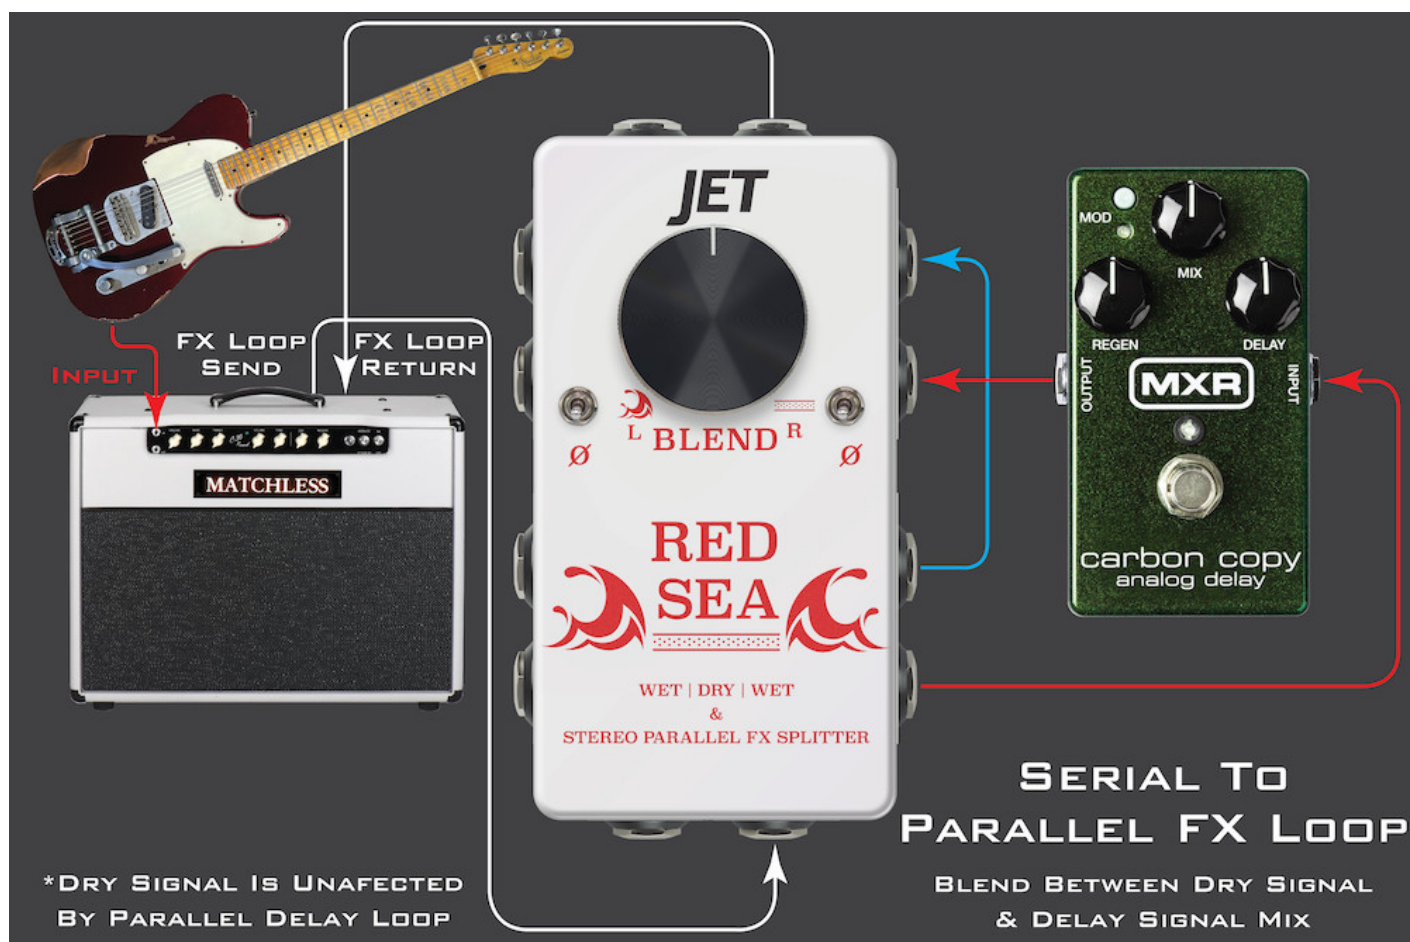 FX LOOP
SEND
FX LOOP
RETURN
INPUT
MATCHLESS
JET
L BLEND R
Ø
Ø
RED
SEA
WET | DRY | WET
&
STEREO PARALLEL FX SPLITTER
MOD
MIX
REGEN
DELAY
OUTPUT
MXR
INPUT
carbon copy
analog delay
SERIAL TO
PARALLEL FX LOOP
BLEND BETWEEN DRY SIGNAL
& DELAY SIGNAL MIX
*DRY SIGNAL IS UNAFECTED
BY PARALLEL DELAY LOOP